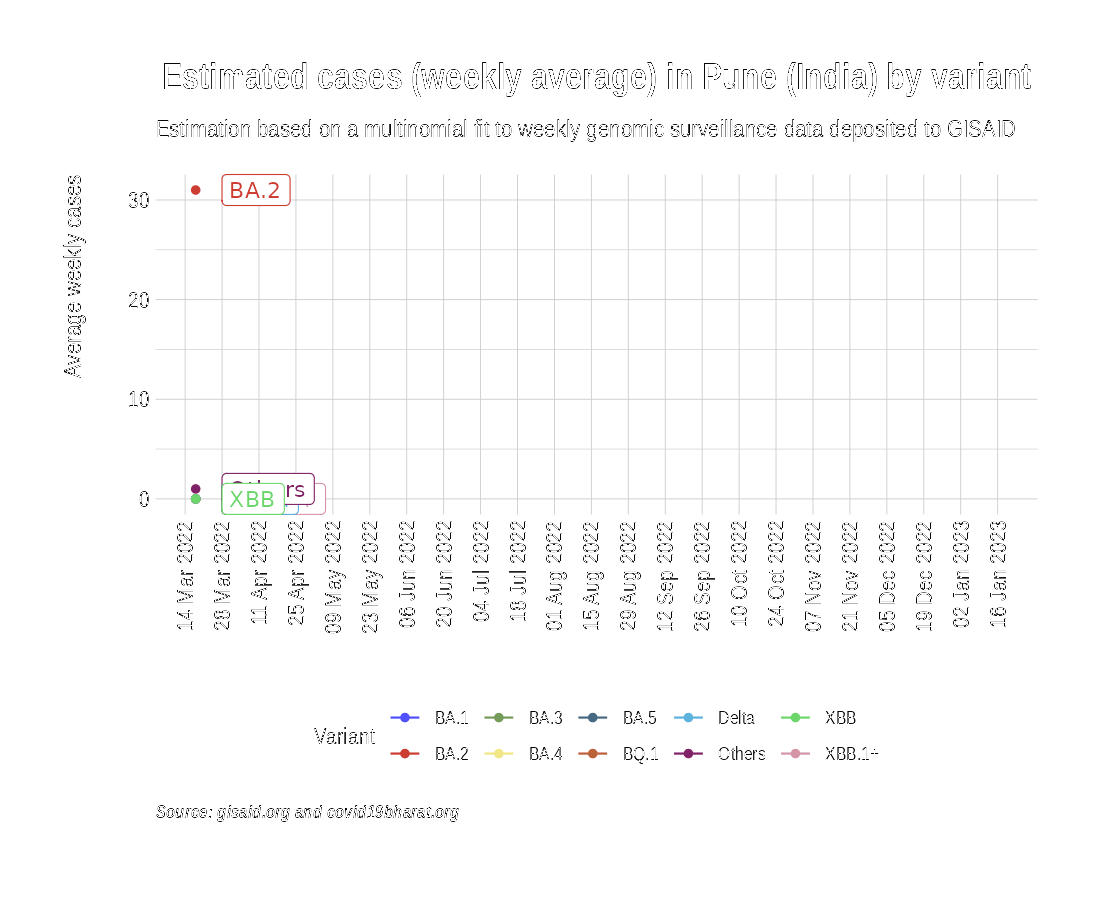 Estimated cases (weekly average) in Pune (India) by variant
Estimation based on a multinomial fit to weekly genomic surveillance data deposited to GISAID
Average weekly cases
30
20
10
0
BA.2
XBB
14 Mar 2022
28 Mar 2022
11 Apr 2022
25 Apr 2022
09 May 2022
23 May 2022
06 Jun 2022
20 Jun 2022
04 Jul 2022
18 Jul 2022
01 Aug 2022
15 Aug 2022
29 Aug 2022
12 Sep 2022
26 Sep 2022
10 Oct 2022
24 Oct 2022
07 Nov 2022
21 Nov 2022
05 Dec 2022
19 Dec 2022
02 Jan 2023
16 Jan 2023
Variant
BA.1 BA.3 BA.5 Delta XBB
BA.2 BA.4 BQ.1 Others XBB.1+
Source: gisaid.org and covid19bharat.org